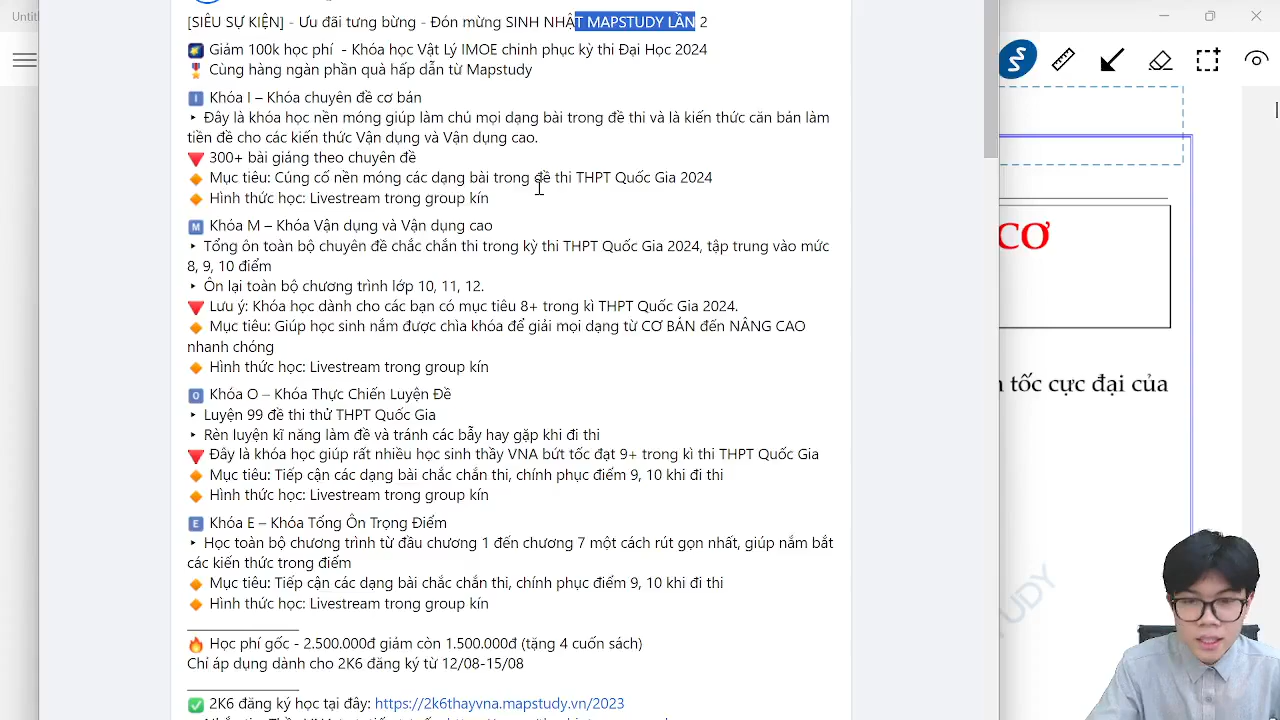 Untitl
[SIÊU SỰ KIỆN] - Ưu đãi tưng bừng - Đón mừng SINH NHẬT MAPSTUDY LẦN 2
Giảm 100k học phí - Khóa học Vật Lý IMOE chinh phục kỳ thi Đại Học 2024
Cùng hàng ngàn phần quà hấp dẫn từ Mapstudy
I Khóa I – Khóa chuyên đề cơ bản
‣ Đây là khóa học nền móng giúp làm chủ mọi dạng bài trong đề thi và là kiến thức căn bản làm
tiền đề cho các kiến thức Vận dụng và Vận dụng cao.
300+ bài giảng theo chuyên đề
Mục tiêu: Củng cố nền móng các dạng bài trong đề thi THPT Quốc Gia 2024
Hình thức học: Livestream trong group kín
M Khóa M – Khóa Vận dụng và Vận dụng cao
‣ Tổng ôn toàn bộ chuyên đề chắc chắn thi trong kỳ thi THPT Quốc Gia 2024, tập trung vào mức
8, 9, 10 điểm
‣ Ôn lại toàn bộ chương trình lớp 10, 11, 12.
Lưu ý: Khóa học dành cho các bạn có mục tiêu 8+ trong kì THPT Quốc Gia 2024.
Mục tiêu: Giúp học sinh nắm được chìa khóa để giải mọi dạng từ CƠ BẢN đến NÂNG CAO
nhanh chóng
Hình thức học: Livestream trong group kín
O Khóa O – Khóa Thực Chiến Luyện Đề
‣ Luyện 99 đề thi thử THPT Quốc Gia
‣ Rèn luyện kĩ năng làm đề và tránh các bẫy hay gặp khi đi thi
Đây là khóa học giúp rất nhiều học sinh thầy VNA bứt tốc đạt 9+ trong kì thi THPT Quốc Gia
Mục tiêu: Tiếp cận các dạng bài chắc chắn thi, chinh phục điểm 9, 10 khi đi thi
Hình thức học: Livestream trong group kín
E Khóa E – Khóa Tổng Ôn Trọng Điểm
‣ Học toàn bộ chương trình từ đầu chương 1 đến chương 7 một cách rút gọn nhất, giúp nắm bắt
các kiến thức trọng điểm
Mục tiêu: Tiếp cận các dạng bài chắc chắn thi, chinh phục điểm 9, 10 khi đi thi
Hình thức học: Livestream trong group kín
Học phí gốc - 2.500.000đ giảm còn 1.500.000đ (tặng 4 cuốn sách)
Chỉ áp dụng dành cho 2K6 đăng ký từ 12/08-15/08
2K6 đăng ký học tại đây: https://2k6thayvna.mapstudy.vn/2023
CƠ
tốc cực đại của
TUDY